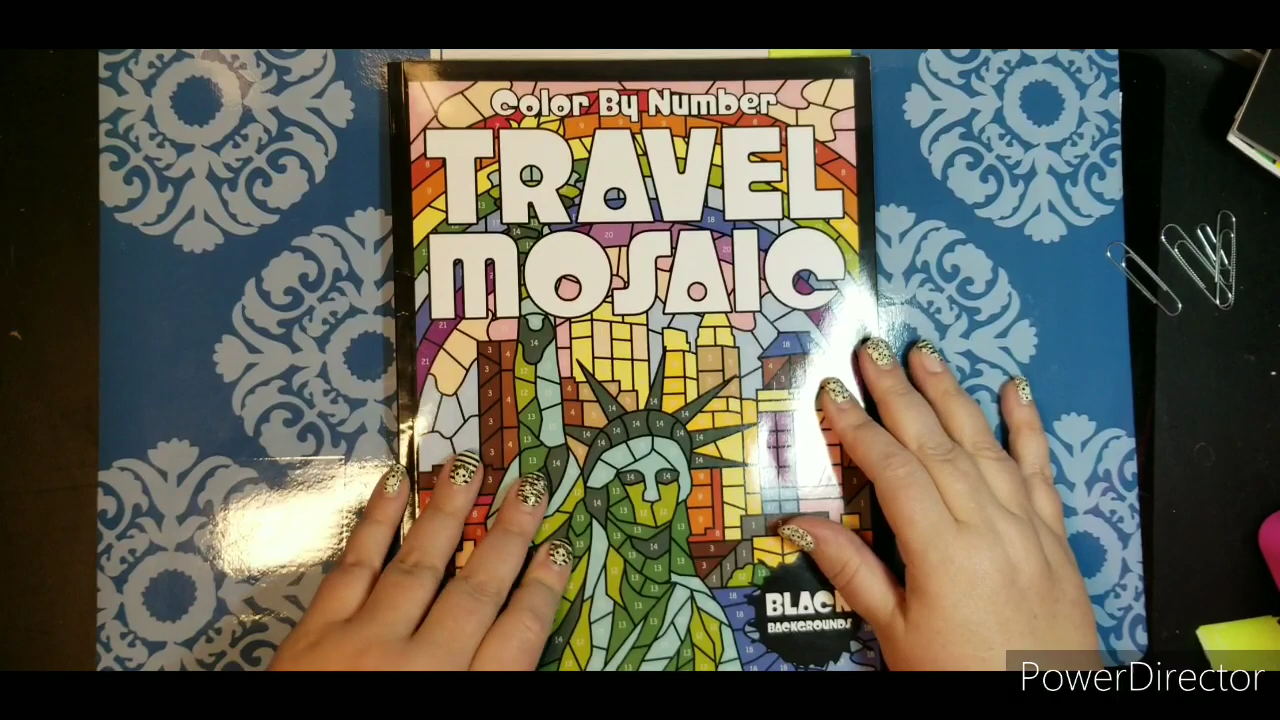 Color By Number
TRAVEL
MOSAIC
BLACK
BACKGROUNDS
PowerDirector